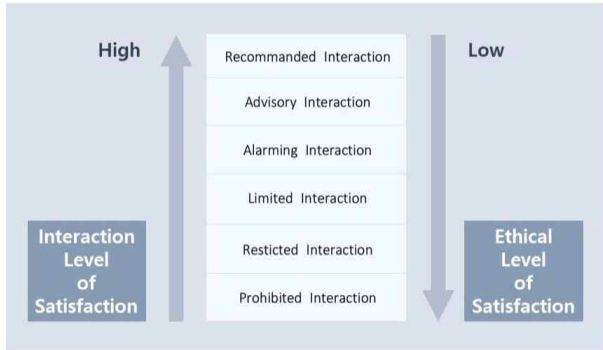 High
Low
Recommanded Interaction
Advisory Interaction
Alarming Interaction
Limited Interaction
Resticted Interaction
Prohibited Interaction
Interaction
Level
of
Satisfaction
Ethical
Level
of
Satisfaction